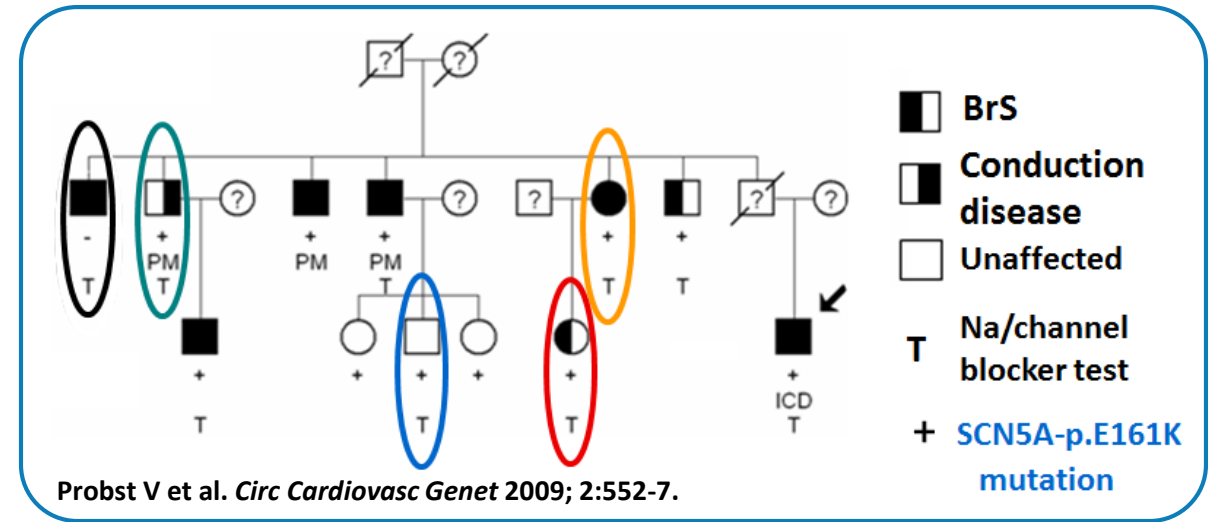 ? ?
? ? ? ? ?
- + + + + +
PM PM PM
T T T T T
BrS
Conduction
disease
Unaffected
T Na/channel
blocker test
+ SCN5A-p.E161K
mutation
+ + + + + +
ICD
T T T T
Probst V et al. Circ Cardiovasc Genet 2009; 2:552-7.